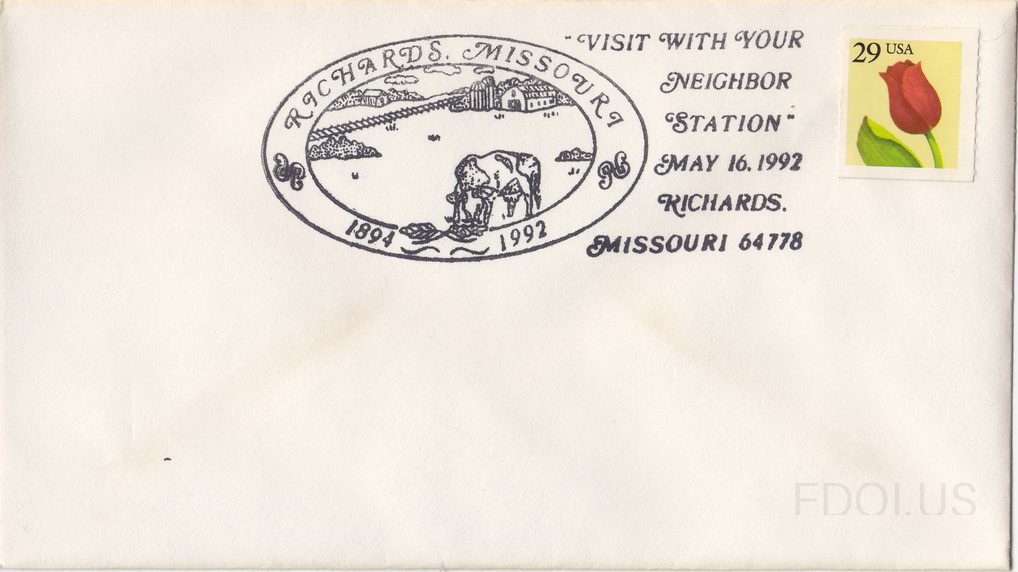 RICHARDS, MISSOURI
1894 1992
"VISIT WITH YOUR
NEIGHBOR
STATION"
MAY 16, 1992
RICHARDS,
MISSOURI 64778
29 USA
FDOI.US